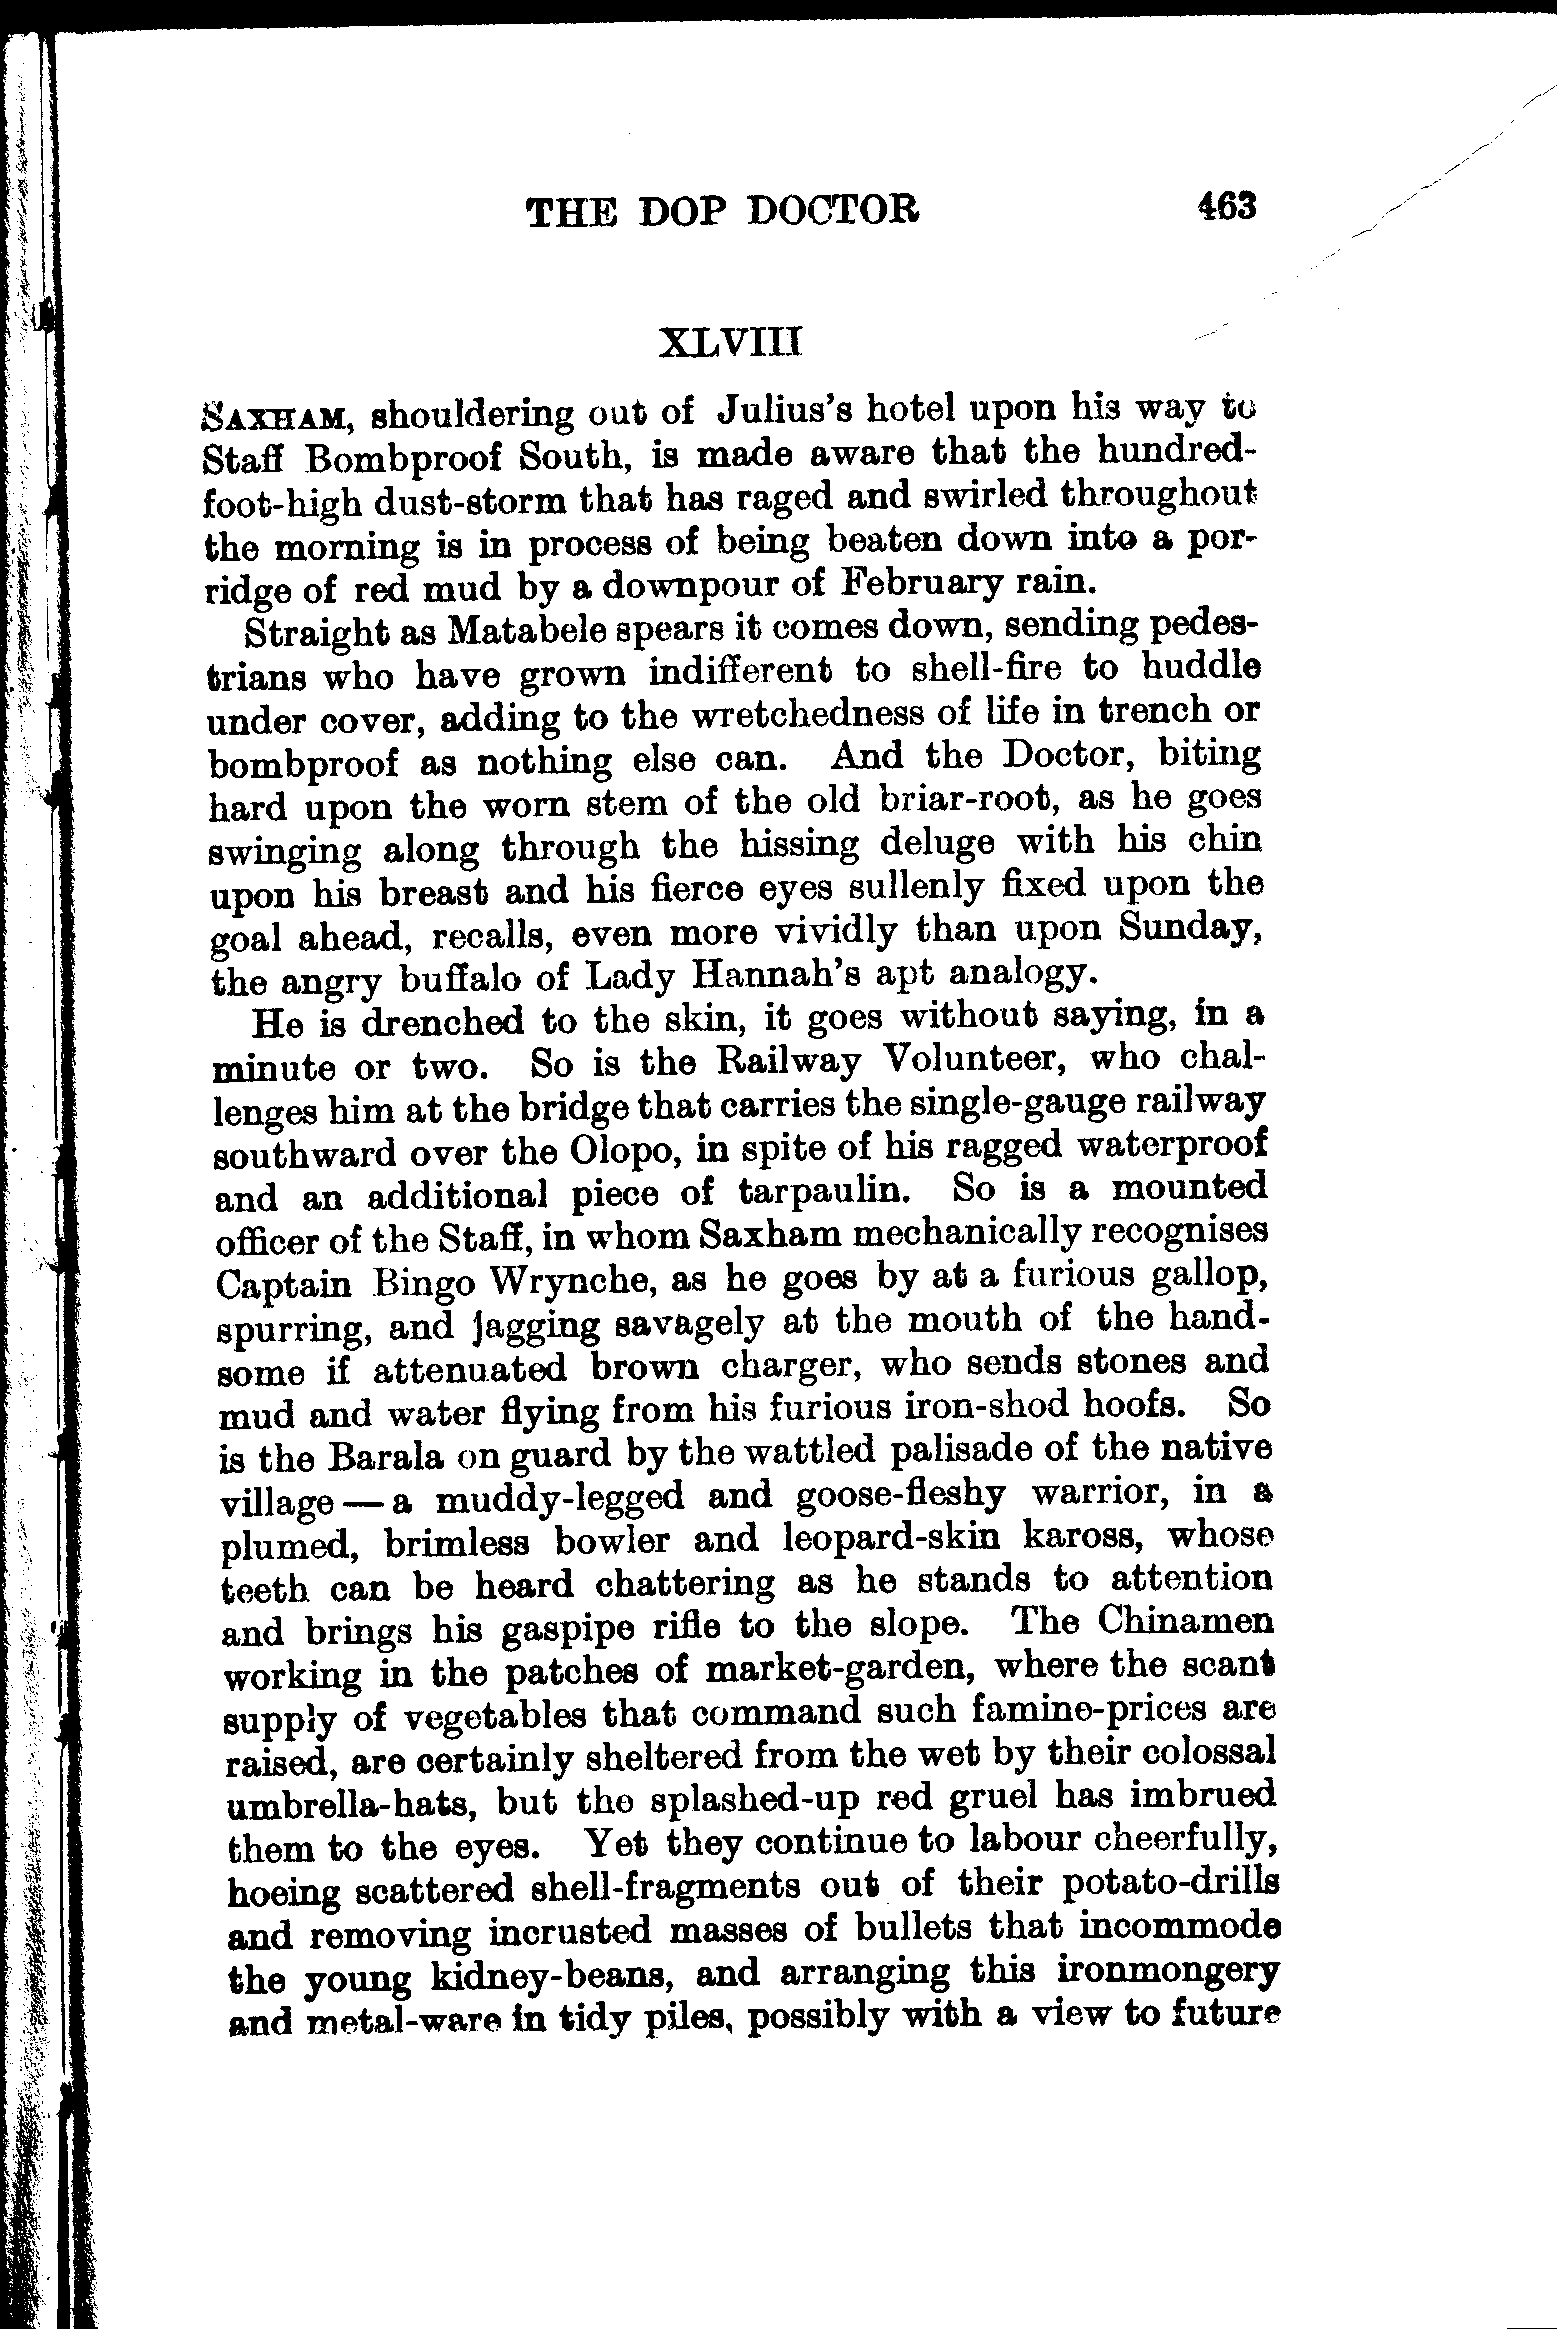 THE DOP DOCTOR 463
XLVIII
SAXHAM, shouldering out of Julius's hotel upon his way to
Staff Bombproof South, is made aware that the hundred-
foot-high dust-storm that has raged and swirled throughout
the morning is in process of being beaten down into a por-
ridge of red mud by a downpour of February rain.
Straight as Matabele spears it comes down, sending pedes-
trians who have grown indifferent to shell-fire to huddle
under cover, adding to the wretchedness of life in trench or
bombproof as nothing else can. And the Doctor, biting
hard upon the worn stem of the old briar-root, as he goes
swinging along through the hissing deluge with his chin
upon his breast and his fierce eyes sullenly fixed upon the
goal ahead, recalls, even more vividly than upon Sunday,
the angry buffalo of Lady Hannah's apt analogy.
He is drenched to the skin, it goes without saying, in a
minute or two. So is the Railway Volunteer, who chal-
lenges him at the bridge that carries the single-gauge railway
southward over the Olopo, in spite of his ragged waterproof
and an additional piece of tarpaulin. So is a mounted
officer of the Staff, in whom Saxham mechanically recognises
Captain Bingo Wrynche, as he goes by at a furious gallop,
spurring, and jagging savagely at the mouth of the hand-
some if attenuated brown charger, who sends stones and
mud and water flying from his furious iron-shod hoofs. So
is the Barala on guard by the wattled palisade of the native
village — a muddy-legged and goose-fleshy warrior, in a
plumed, brimless bowler and leopard-skin kaross, whose
teeth can be heard chattering as he stands to attention
and brings his gaspipe rifle to the slope. The Chinamen
working in the patches of market-garden, where the scant
supply of vegetables that command such famine-prices are
raised, are certainly sheltered from the wet by their colossal
umbrella-hats, but the splashed-up red gruel has imbrued
them to the eyes. Yet they continue to labour cheerfully,
hoeing scattered shell-fragments out of their potato-drills
and removing incrusted masses of bullets that incommode
the young kidney-beans, and arranging this ironmongery
and metal-ware in tidy piles, possibly with a view to future